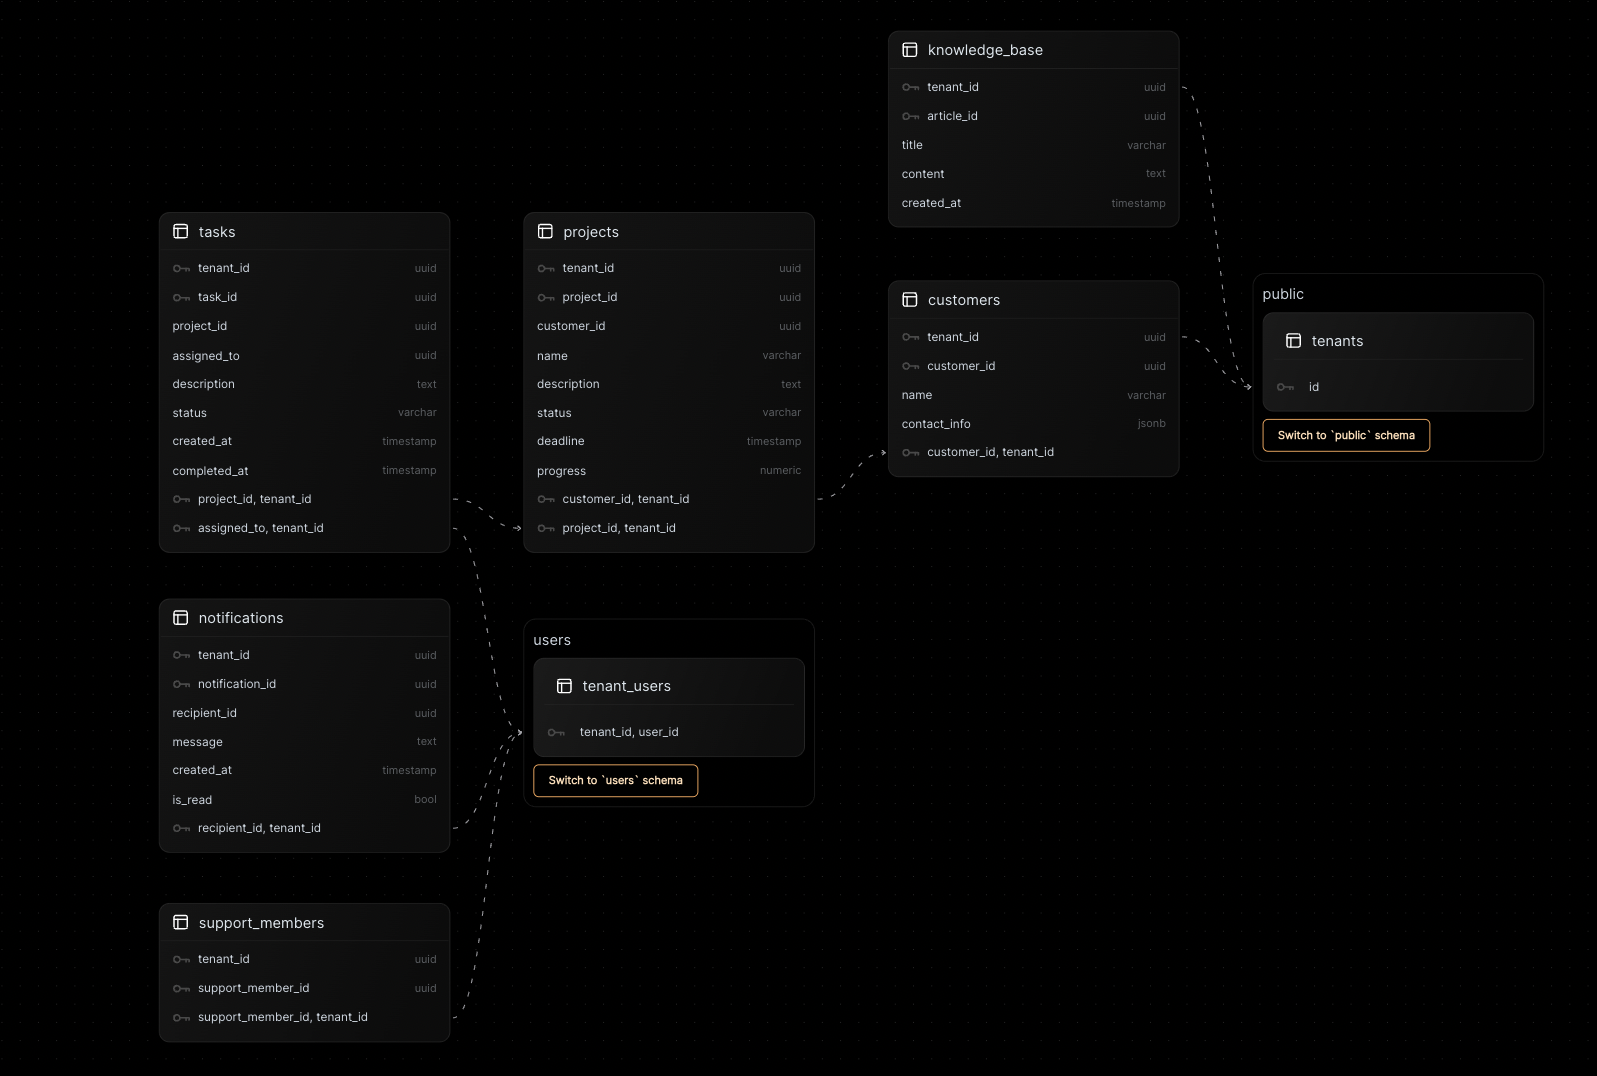 knowledge_base
tenant_id uuid
article_id uuid
title varchar
content text
created_at timestamp
tasks
tenant_id uuid
task_id uuid
project_id uuid
assigned_to uuid
description text
status varchar
created_at timestamp
completed_at timestamp
project_id, tenant_id
assigned_to, tenant_id
projects
tenant_id uuid
project_id uuid
customer_id uuid
name varchar
description text
status varchar
deadline timestamp
progress numeric
customer_id, tenant_id
project_id, tenant_id
customers
tenant_id uuid
customer_id uuid
name varchar
contact_info jsonb
customer_id, tenant_id
public
tenants
id
Switch to `public` schema
notifications
tenant_id uuid
notification_id uuid
recipient_id uuid
message text
created_at timestamp
is_read bool
recipient_id, tenant_id
users
tenant_users
tenant_id, user_id
Switch to `users` schema
support_members
tenant_id uuid
support_member_id uuid
support_member_id, tenant_id